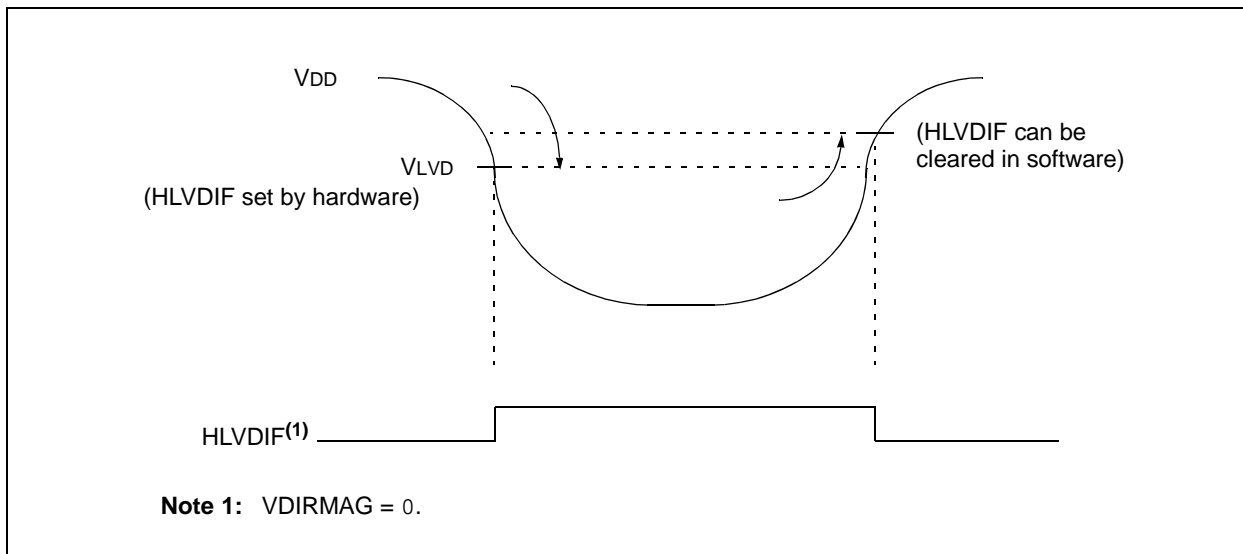 VDD
(HLVDIF can be
cleared in software)
VLVD
(HLVDIF set by hardware)
HLVDIF(1)
Note 1: VDIRMAG = 0.